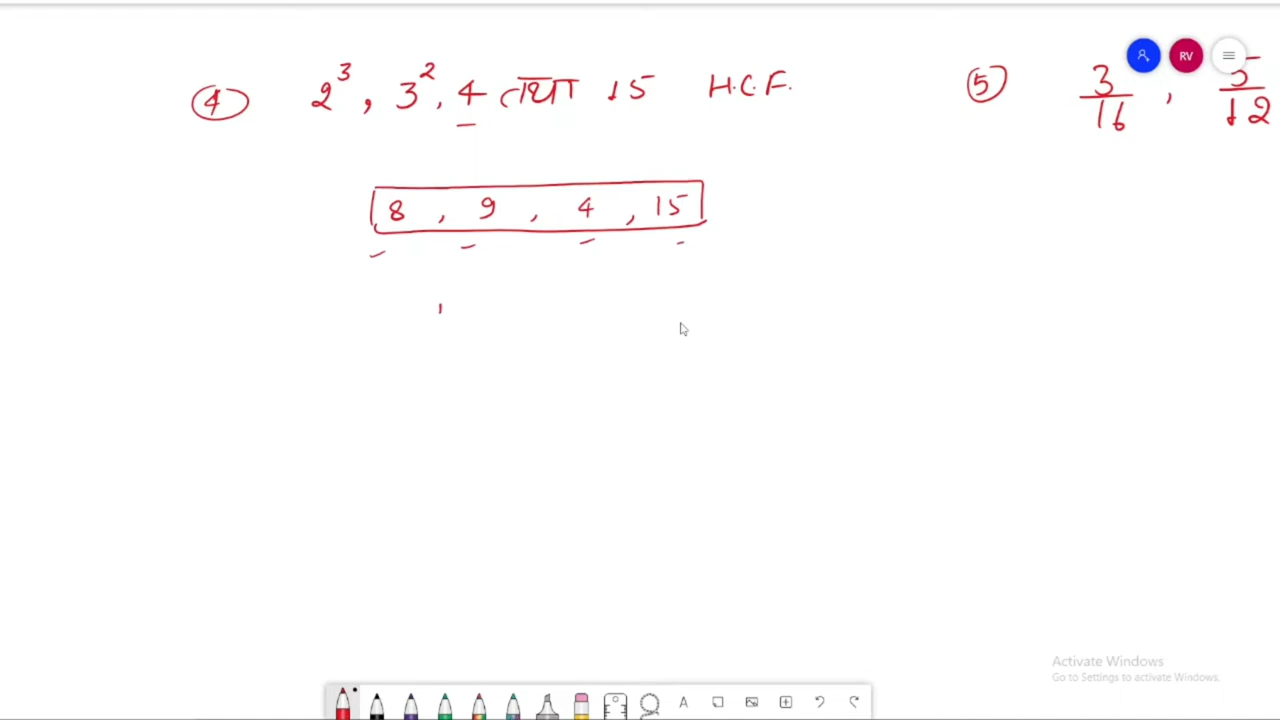 ④ 2³, 3², 4 तथा 15 H.C.F.
8, 9, 4, 15
⑤ 3/16, 5/12
RV
Activate Windows
Go to Settings to activate Windows.
A